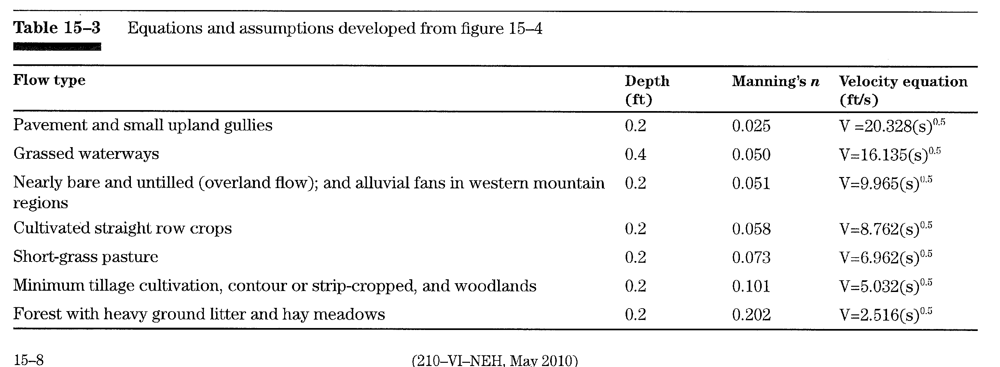 Table 15–3 Equations and assumptions developed from figure 15–4
Flow type Depth Manning's n Velocity equation
(ft) (ft/s)
Pavement and small upland gullies 0.2 0.025 V =20.328(s)^0.5
Grassed waterways 0.4 0.050 V=16.135(s)^0.5
Nearly bare and untilled (overland flow); and alluvial fans in western mountain 0.2 0.051 V=9.965(s)^0.5
regions
Cultivated straight row crops 0.2 0.058 V=8.762(s)^0.5
Short-grass pasture 0.2 0.073 V=6.962(s)^0.5
Minimum tillage cultivation, contour or strip-cropped, and woodlands 0.2 0.101 V=5.032(s)^0.5
Forest with heavy ground litter and hay meadows 0.2 0.202 V=2.516(s)^0.5
15–8 (210–VI–NEH, May 2010)